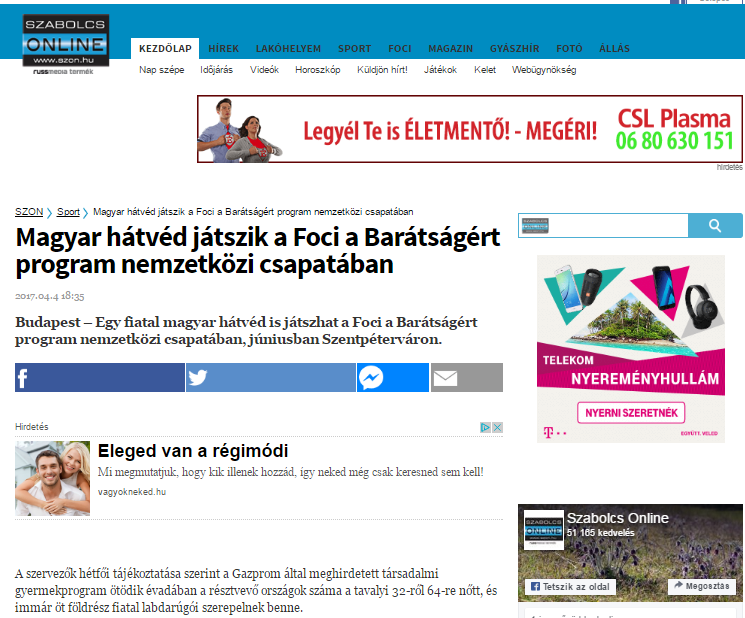 SZABOLCS
ONLINE
www.szon.hu
russmedia termék
KEZDŐLAP HÍREK LAKÓHELYEM SPORT FOCI MAGAZIN GYÁSZHÍR FOTÓ ÁLLÁS
Nap szépe Időjárás Videók Horoszkóp Küldjön hírt! Játékok Kelet Webügynökség
Legyél Te is ÉLETMENTŐ! - MEGÉRI!
CSL Plasma
06 80 630 151
hirdetés
SZON > Sport > Magyar hátvéd játszik a Foci a Barátságért program nemzetközi csapatában
Magyar hátvéd játszik a Foci a Barátságért
program nemzetközi csapatában
2017.04.4 18:35
Budapest – Egy fiatal magyar hátvéd is játszhat a Foci a Barátságért
program nemzetközi csapatában, júniusban Szentpéterváron.
Hirdetés
Eleged van a régimódi
Mi megmutatjuk, hogy kik illenek hozzád, így neked még csak keresned sem kell!
vagyokneked.hu
A szervezők hétfői tájékoztatása szerint a Gazprom által meghirdetett társadalmi
gyermekprogram ötödik évadában a résztvevő országok száma a tavalyi 32-ről 64-re nőtt, és
immár öt földrész fiatal labdarúgói szerepelnek benne.
TELEKOM
NYEREMÉNYHULLÁM
NYERNI SZERETNÉK
T
EGYÜTT. VELED
SZABOLCS
ONLINE
Szabolcs Online
51 165 kedvelés
Tetszik az oldal
Megosztás